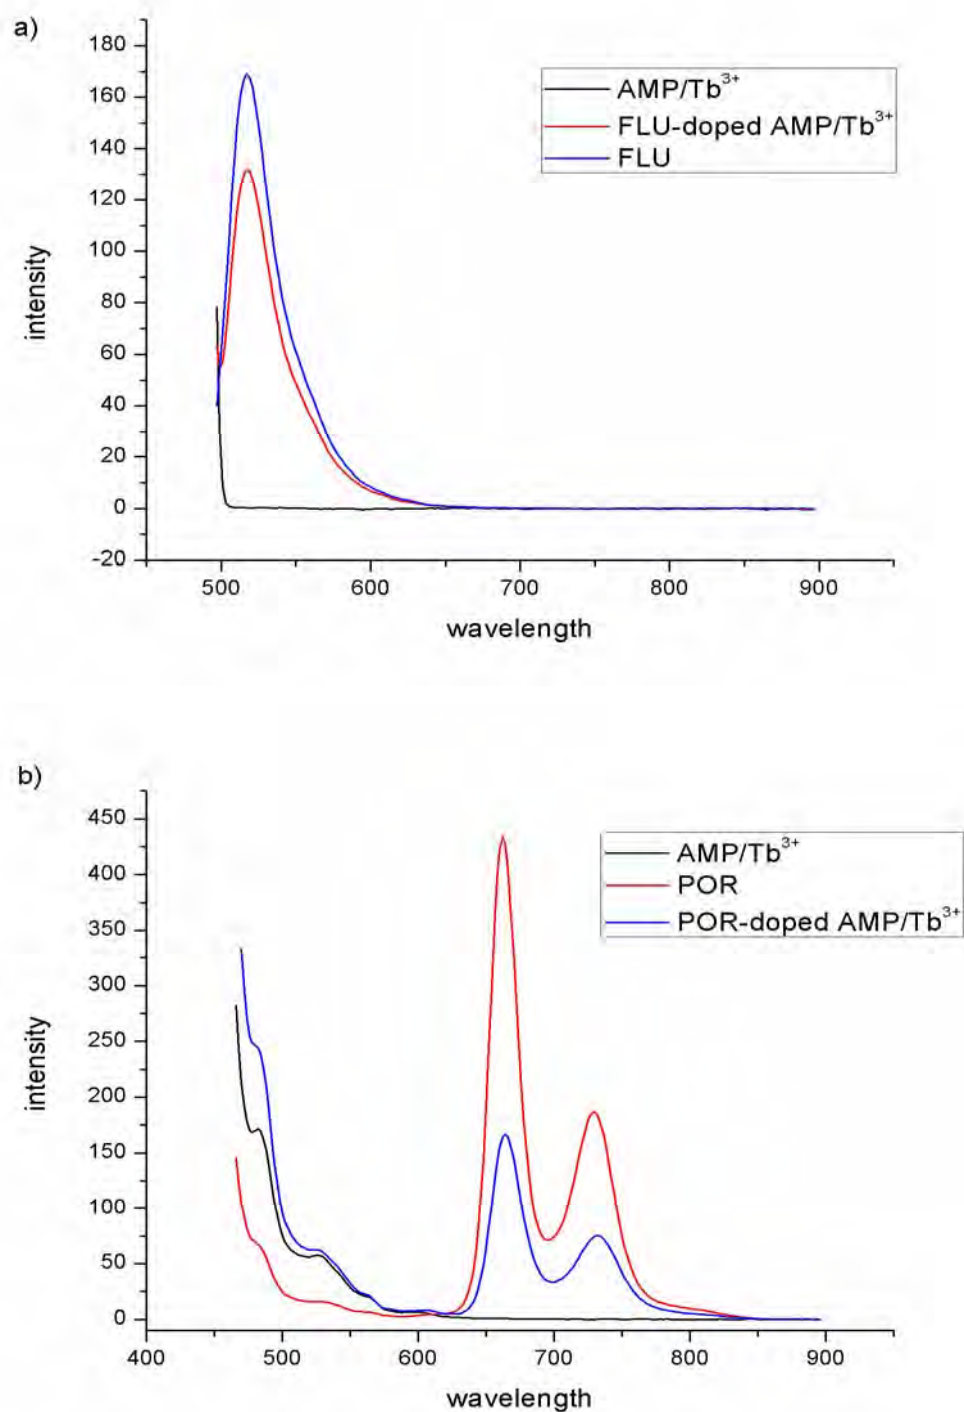 a)
180
160
140
120
100
80
60
40
20
0
-20
intensity
AMP/Tb³⁺
FLU-doped AMP/Tb³⁺
FLU
500 600 700 800 900
wavelength
b)
450
400
350
300
250
200
150
100
50
0
intensity
AMP/Tb³⁺
POR
POR-doped AMP/Tb³⁺
400 500 600 700 800 900
wavelength